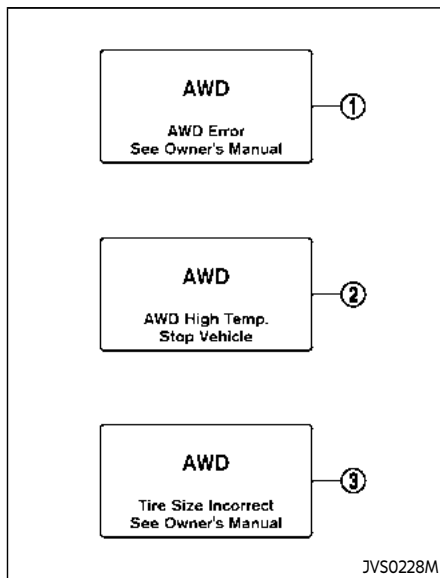 AWD
AWD Error
See Owner's Manual
①
AWD
AWD High Temp.
Stop Vehicle
②
AWD
Tire Size Incorrect
See Owner's Manual
③
JVS0228M